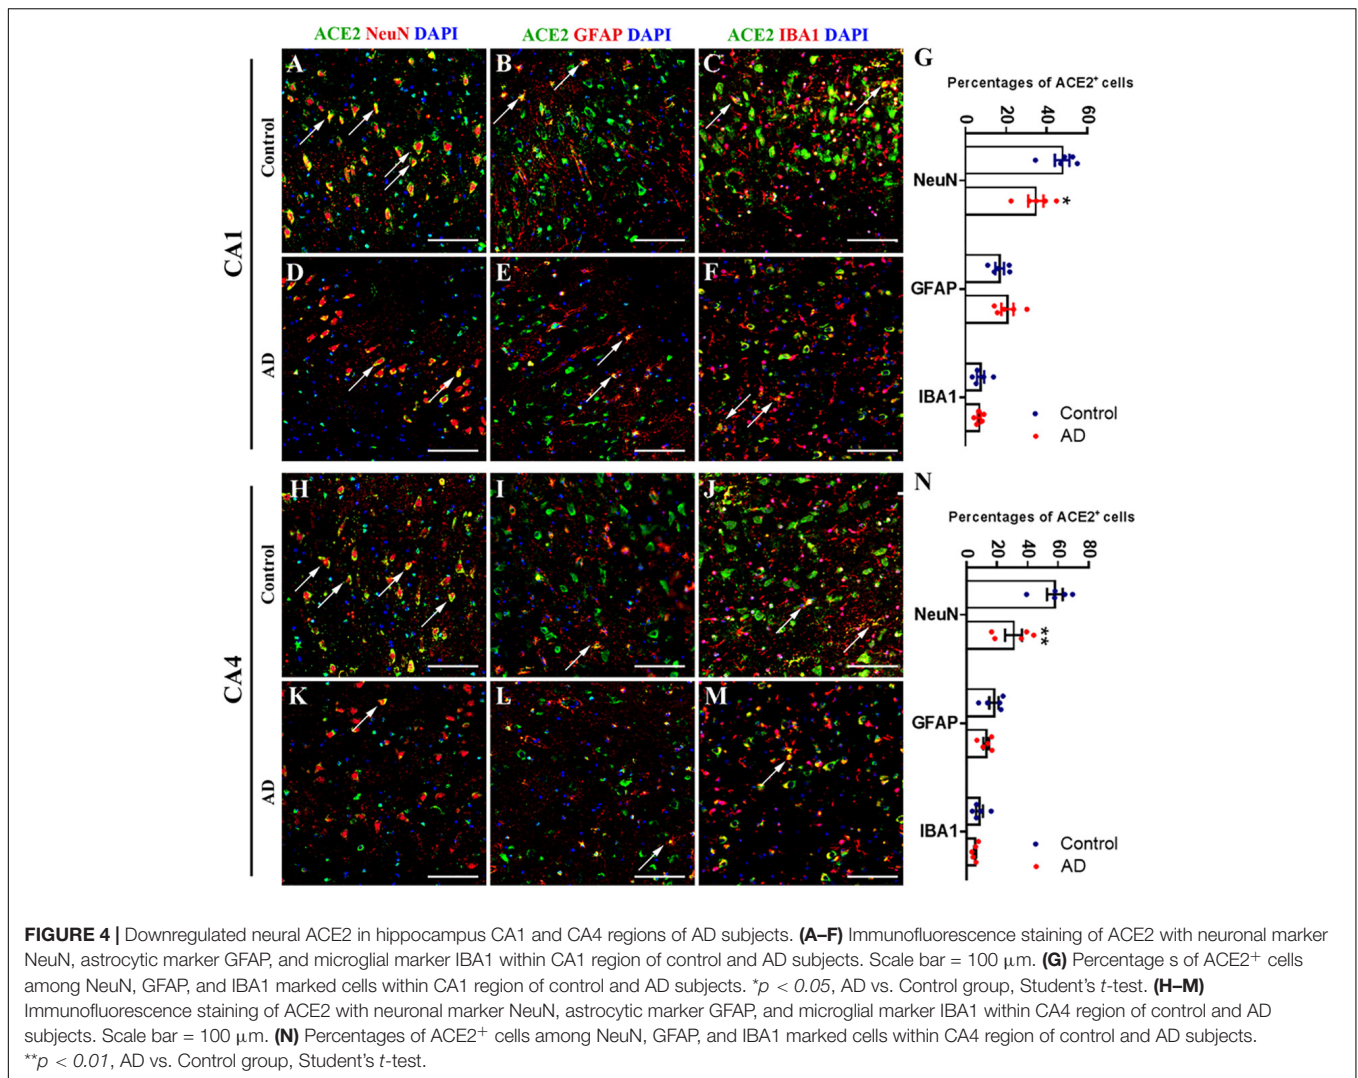 ACE2 NeuN DAPI
ACE2 GFAP DAPI
ACE2 IBA1 DAPI
CA1
Control
A
B
C
AD
D
E
F
G
Percentages of ACE2⁺ cells
0 20 40 60
NeuN
*
GFAP
IBA1
Control
AD
CA4
Control
H
I
J
AD
K
L
M
N
Percentages of ACE2⁺ cells
0 20 40 60 80
NeuN
**
GFAP
IBA1
Control
AD
FIGURE 4 | Downregulated neural ACE2 in hippocampus CA1 and CA4 regions of AD subjects. (A–F) Immunofluorescence staining of ACE2 with neuronal marker
NeuN, astrocytic marker GFAP, and microglial marker IBA1 within CA1 region of control and AD subjects. Scale bar = 100 μm. (G) Percentage s of ACE2⁺ cells
among NeuN, GFAP, and IBA1 marked cells within CA1 region of control and AD subjects. *p < 0.05, AD vs. Control group, Student's t-test. (H–M)
Immunofluorescence staining of ACE2 with neuronal marker NeuN, astrocytic marker GFAP, and microglial marker IBA1 within CA4 region of control and AD
subjects. Scale bar = 100 μm. (N) Percentages of ACE2⁺ cells among NeuN, GFAP, and IBA1 marked cells within CA4 region of control and AD subjects.
**p < 0.01, AD vs. Control group, Student's t-test.